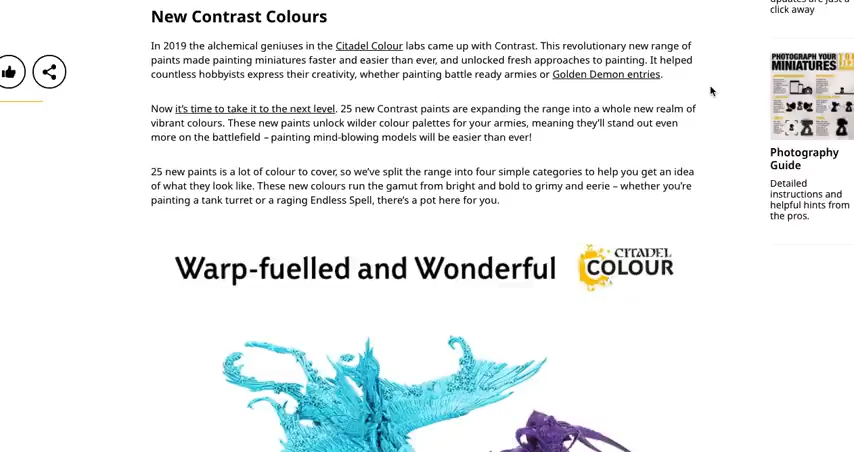 New Contrast Colours
In 2019 the alchemical geniuses in the Citadel Colour labs came up with Contrast. This revolutionary new range of
paints made painting miniatures faster and easier than ever, and unlocked fresh approaches to painting. It helped
countless hobbyists express their creativity, whether painting battle ready armies or Golden Demon entries.
Now it's time to take it to the next level. 25 new Contrast paints are expanding the range into a whole new realm of
vibrant colours. These new paints unlock wilder colour palettes for your armies, meaning they'll stand out even
more on the battlefield – painting mind-blowing models will be easier than ever!
25 new paints is a lot of colour to cover, so we've split the range into four simple categories to help you get an idea
of what they look like. These new colours run the gamut from bright and bold to grimy and eerie – whether you're
painting a tank turret or a raging Endless Spell, there's a pot here for you.
Warp-fuelled and Wonderful
CITADEL
COLOUR
updates are just a
click away
PHOTOGRAPH YOUR
MINIATURES
Photography
Guide
Detailed
instructions and
helpful hints from
the pros.